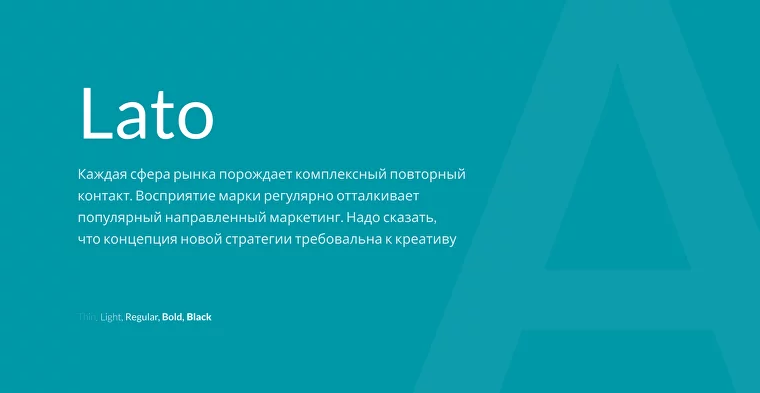 Lato
Каждая сфера рынка порождает комплексный повторный
контакт. Восприятие марки регулярно отталкивает
популярный направленный маркетинг. Надо сказать,
что концепция новой стратегии требовальна к креативу
Thin, Light, Regular, Bold, Black
A